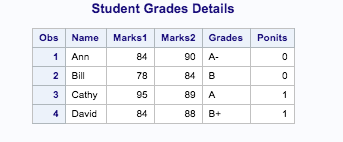 Student Grades Details
Obs Name Marks1 Marks2 Grades Ponits
1 Ann 84 90 A- 0
2 Bill 78 84 B 0
3 Cathy 95 89 A 1
4 David 84 88 B+ 1